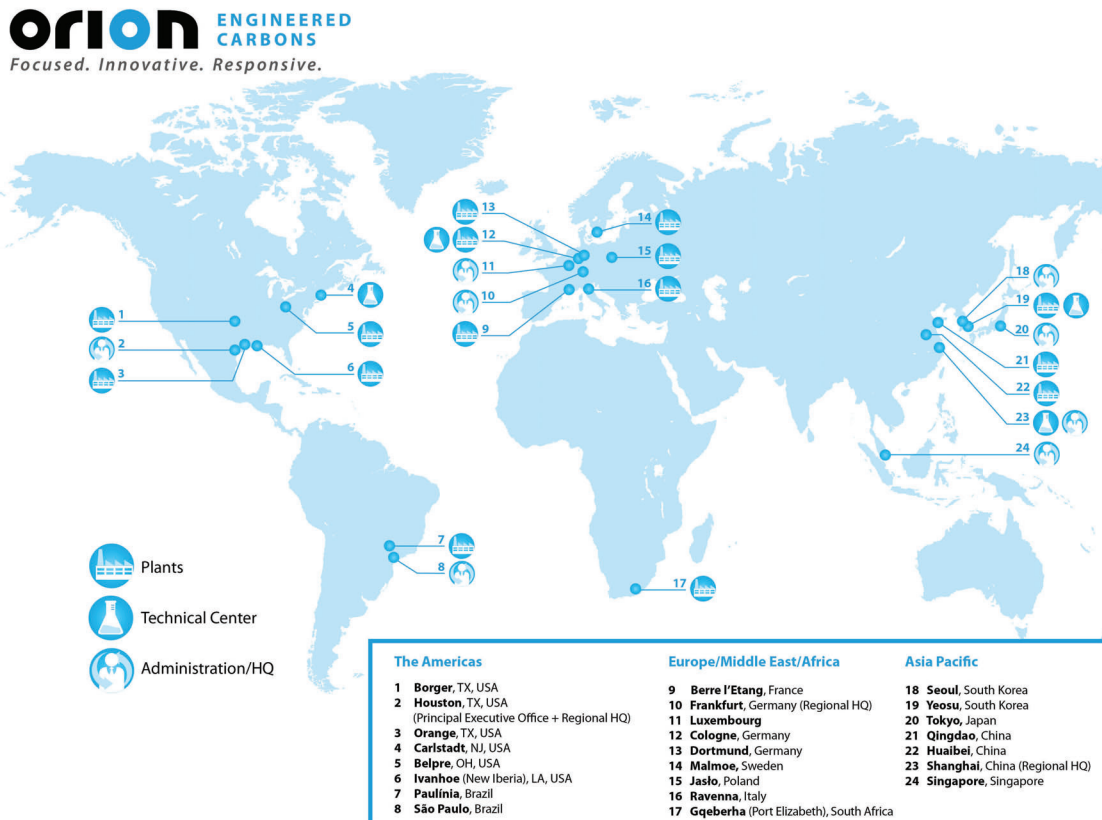 orion ENGINEERED
CARBONS
Focused. Innovative. Responsive.
13
12
11
10
9
14
15
16
4
5
6
1
2
3
18
19
20
21
22
23
24
7
8
17
Plants
Technical Center
Administration/HQ
The Americas
1 Borger, TX, USA
2 Houston, TX, USA
(Principal Executive Office + Regional HQ)
3 Orange, TX, USA
4 Carlstadt, NJ, USA
5 Belpre, OH, USA
6 Ivanhoe (New Iberia), LA, USA
7 Paulínia, Brazil
8 São Paulo, Brazil
Europe/Middle East/Africa
9 Berre l'Etang, France
10 Frankfurt, Germany (Regional HQ)
11 Luxembourg
12 Cologne, Germany
13 Dortmund, Germany
14 Malmoe, Sweden
15 Jasło, Poland
16 Ravenna, Italy
17 Gqeberha (Port Elizabeth), South Africa
Asia Pacific
18 Seoul, South Korea
19 Yeosu, South Korea
20 Tokyo, Japan
21 Qingdao, China
22 Huaibei, China
23 Shanghai, China (Regional HQ)
24 Singapore, Singapore